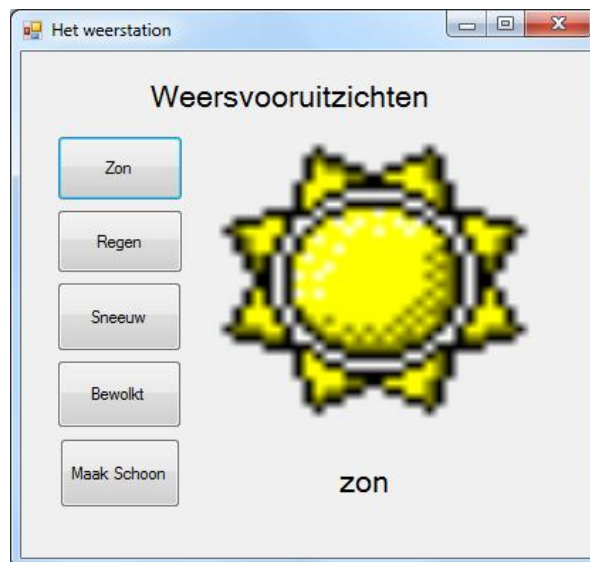 Het weerstation
Weersvooruitzichten
Zon
Regen
Sneeuw
Bewolkt
Maak Schoon
zon